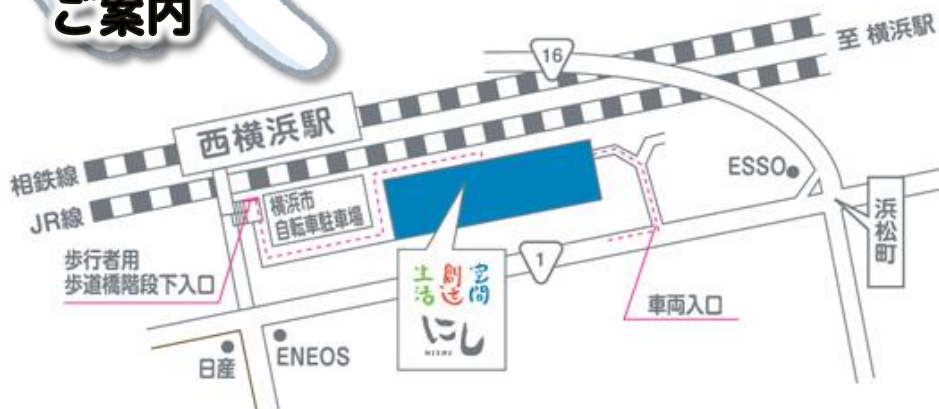 ご案内
16
至 横浜駅
西横浜駅
相鉄線
JR線
横浜市
自転車駐車場
ESSO
浜松町
歩行者用
歩道橋階段下入口
1
車両入口
生活
創造
空間
にし
NISHI
日産
ENEOS